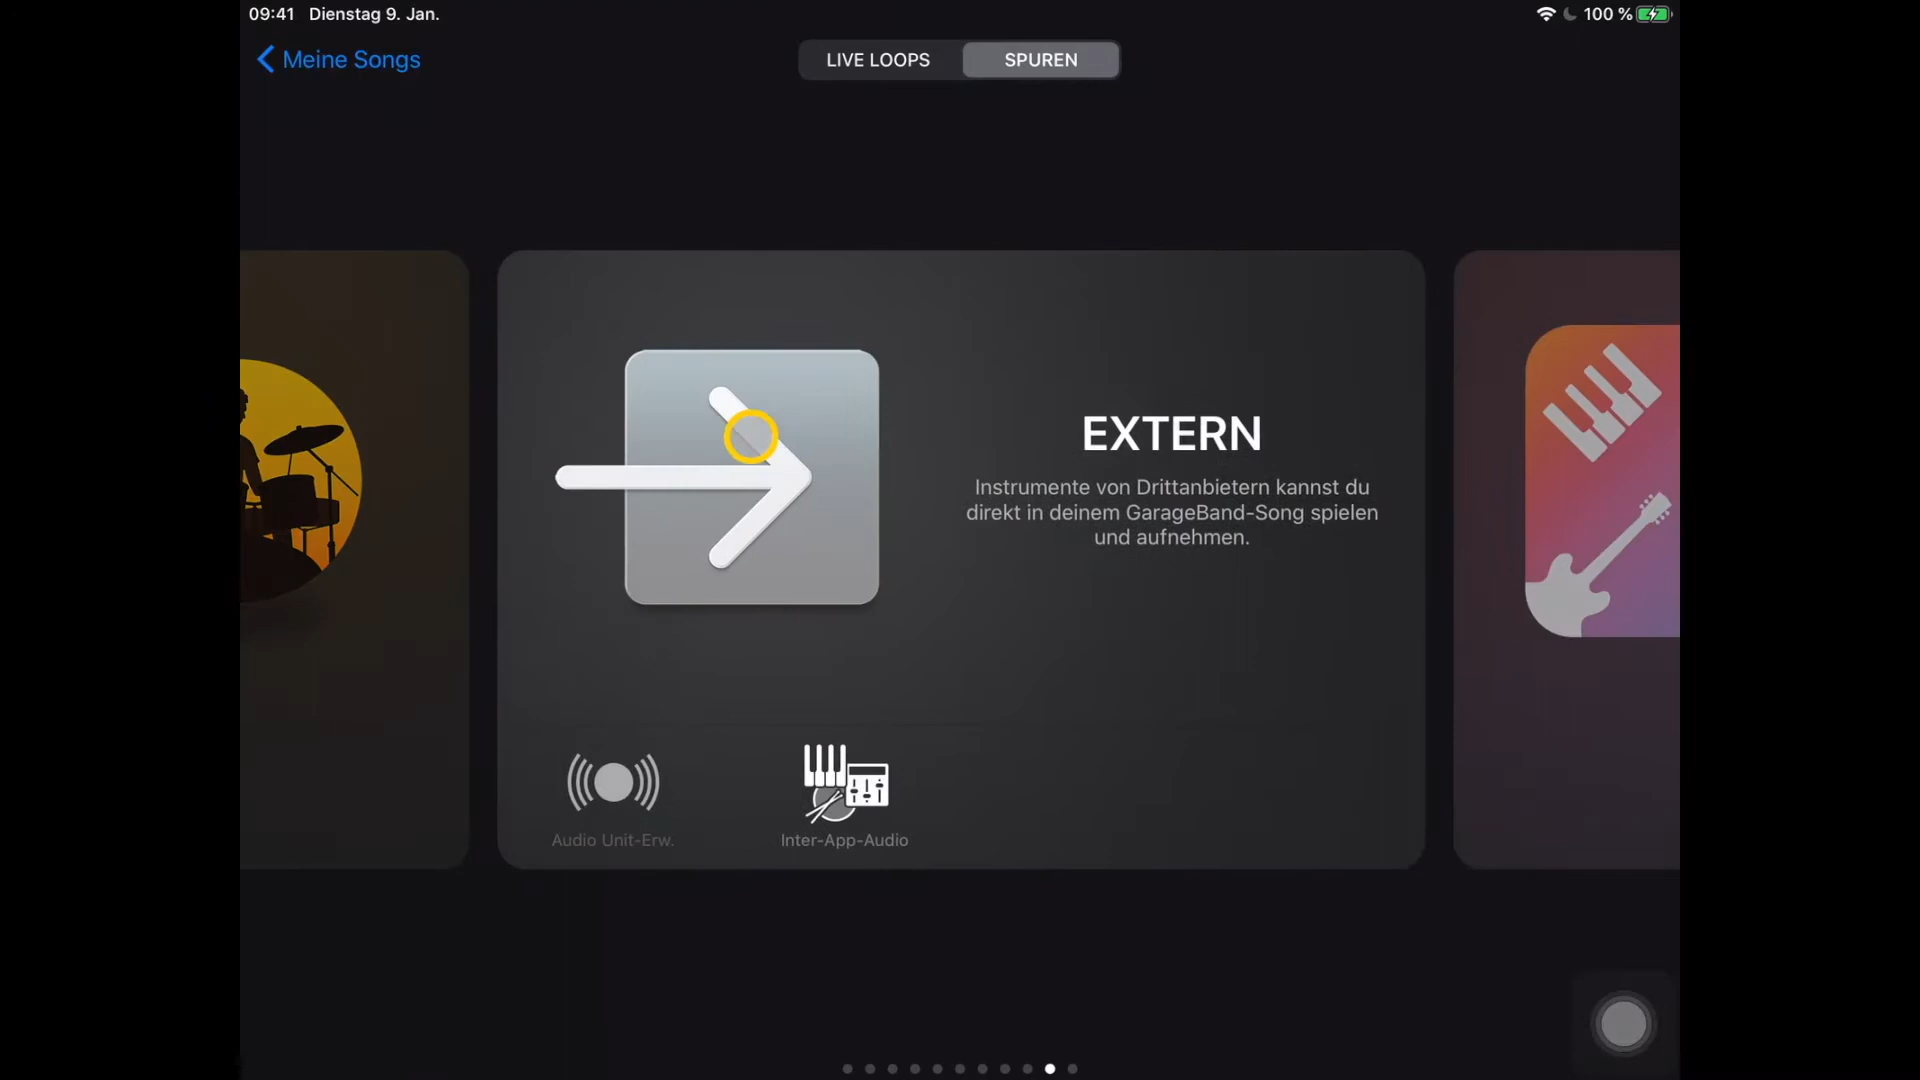 09:41 Dienstag 9. Jan.
100 %
Meine Songs
LIVE LOOPS
SPUREN
EXTERN
Instrumente von Drittanbietern kannst du
direkt in deinem GarageBand-Song spielen
und aufnehmen.
Audio Unit-Erw.
Inter-App-Audio